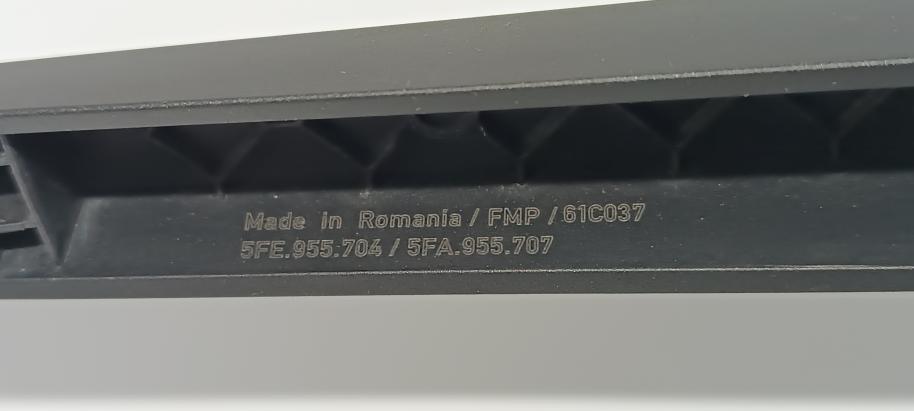 Made in Romania / FMP / 61C037
5FE.955.704 / 5FA.955.707